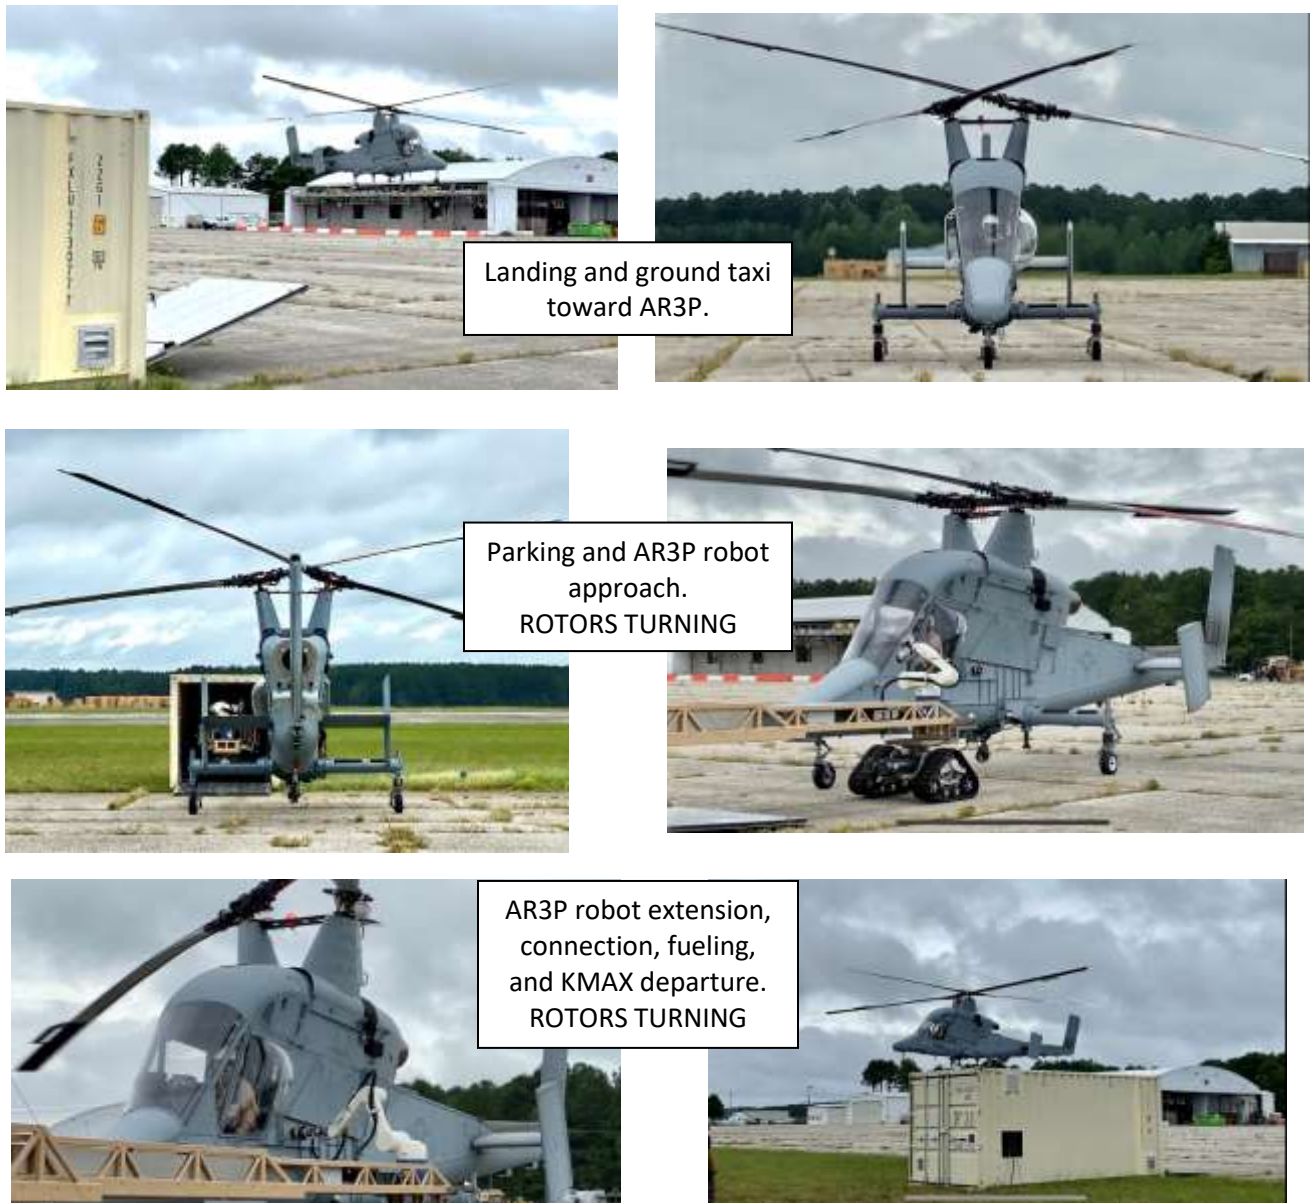 22G1
Landing and ground taxi
toward AR3P.
Parking and AR3P robot
approach.
ROTORS TURNING
AR3P robot extension,
connection, fueling,
and KMAX departure.
ROTORS TURNING